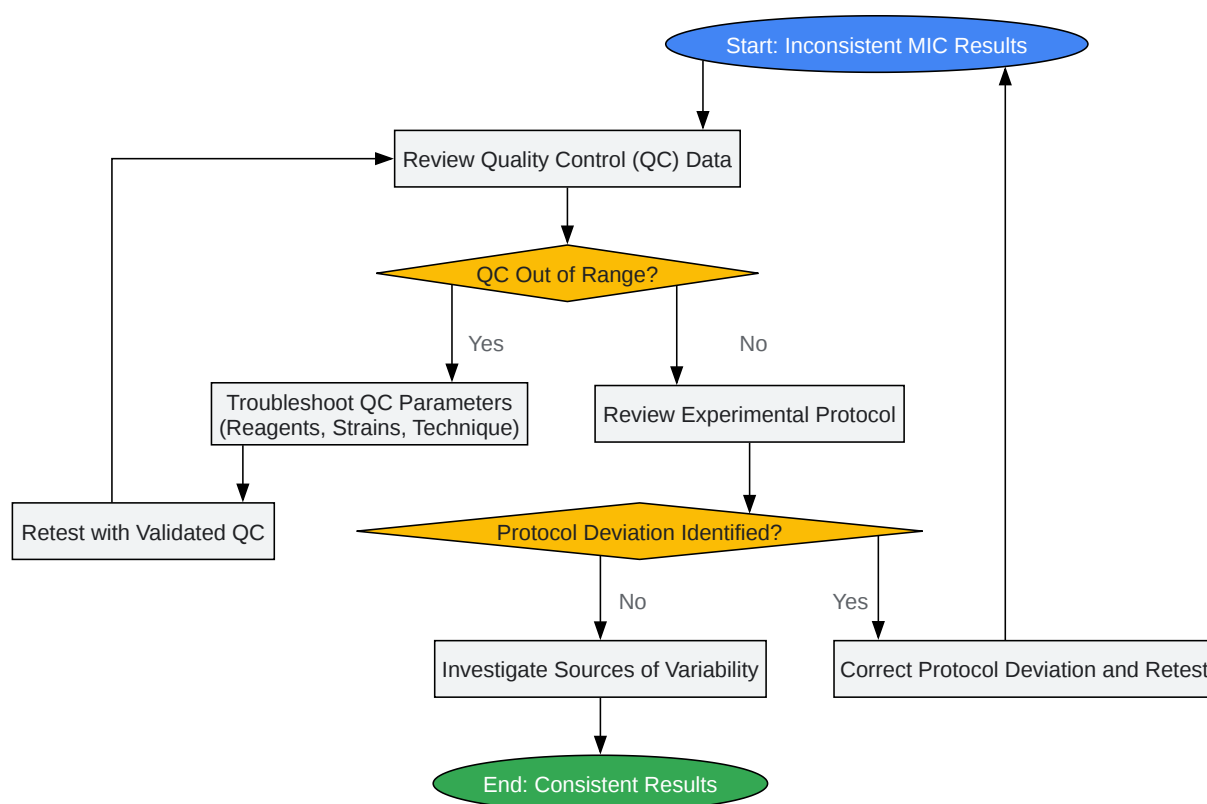 Start: Inconsistent MIC Results
Review Quality Control (QC) Data
QC Out of Range?
Yes
No
Troubleshoot QC Parameters
(Reagents, Strains, Technique)
Review Experimental Protocol
Retest with Validated QC
Protocol Deviation Identified?
No
Yes
Investigate Sources of Variability
Correct Protocol Deviation and Retest
End: Consistent Results